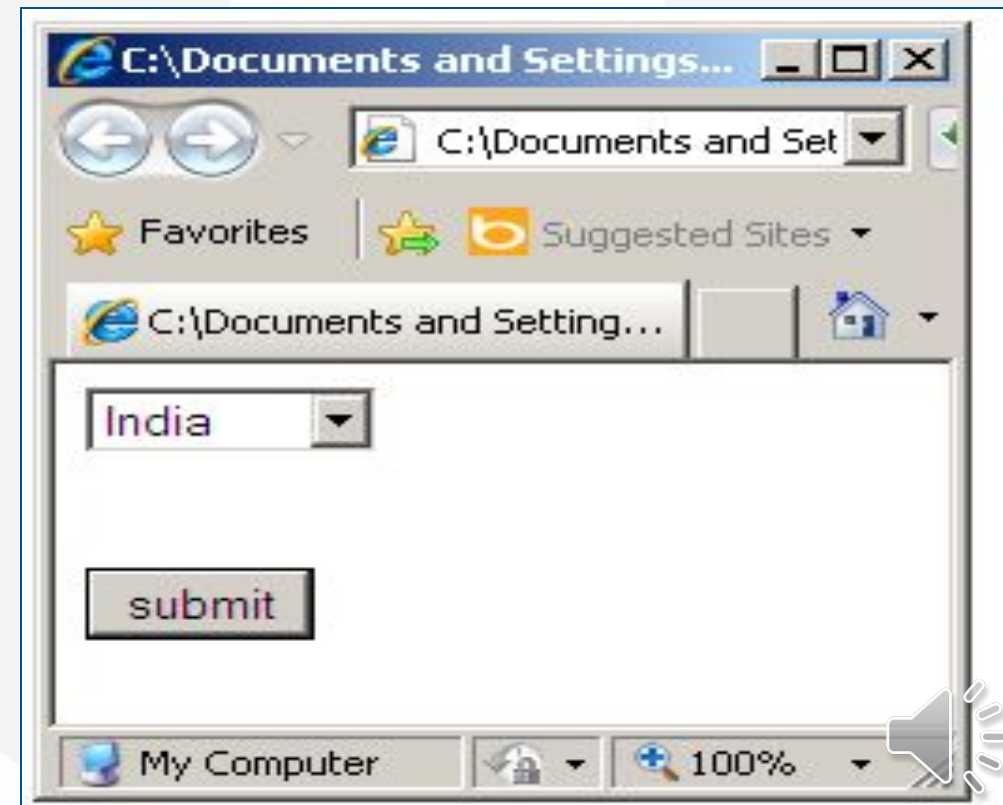 C:\Documents and Settings...
C:\Documents and Set
Favorites Suggested Sites
C:\Documents and Setting...
India
submit
My Computer 100%